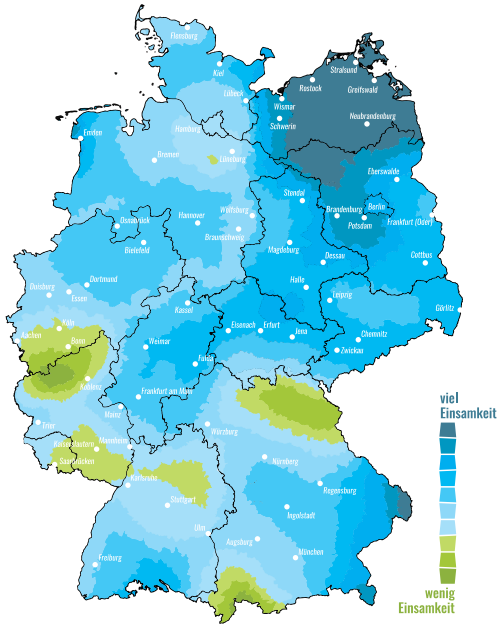 Flensburg
Kiel
Stralsund
Rostock
Greifswald
Lübeck
Wismar
Schwerin
Neubrandenburg
Emden
Hamburg
Bremen
Lüneburg
Eberswalde
Stendal
Osnabrück
Hannover
Wolfsburg
Brandenburg
Berlin
Potsdam
Frankfurt (Oder)
Bielefeld
Braunschweig
Magdeburg
Dessau
Cottbus
Duisburg
Dortmund
Essen
Halle
Leipzig
Kassel
Görlitz
Köln
Aachen
Bonn
Weimar
Eisenach
Erfurt
Jena
Chemnitz
Zwickau
Fulda
Koblenz
Frankfurt am Main
Mainz
Trier
Würzburg
Kaiserslautern
Mannheim
Saarbrücken
Nürnberg
Karlsruhe
Stuttgart
Regensburg
Ingolstadt
Ulm
Augsburg
München
Freiburg
viel
Einsamkeit
wenig
Einsamkeit